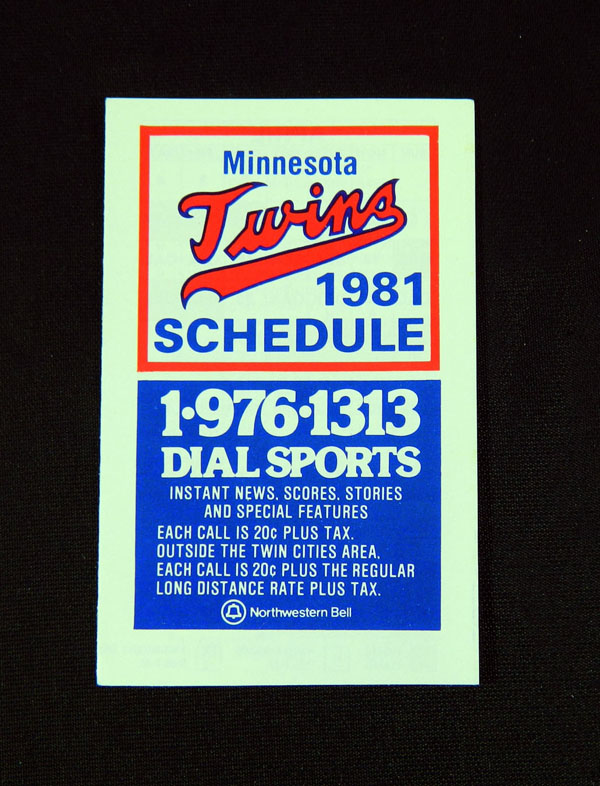 Minnesota
Twins
1981
SCHEDULE
1•976•1313
DIAL SPORTS
INSTANT NEWS, SCORES, STORIES
AND SPECIAL FEATURES
EACH CALL IS 20¢ PLUS TAX.
OUTSIDE THE TWIN CITIES AREA,
EACH CALL IS 20¢ PLUS THE REGULAR
LONG DISTANCE RATE PLUS TAX.
Northwestern Bell